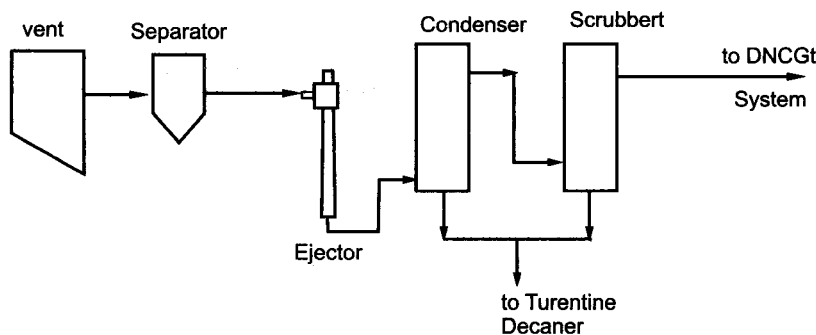 vent
Separator
Ejector
Condenser
Scrubbert
to DNCGt
System
to Turentine
Decaner